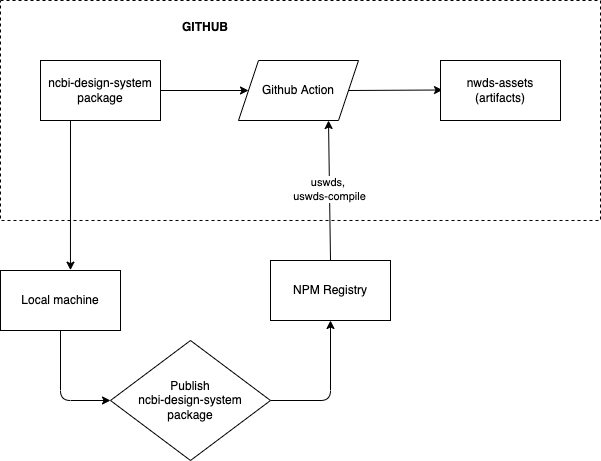 GITHUB
ncbi-design-system
package
Github Action
nwds-assets
(artifacts)
uswds,
uswds-compile
Local machine
NPM Registry
Publish
ncbi-design-system
package